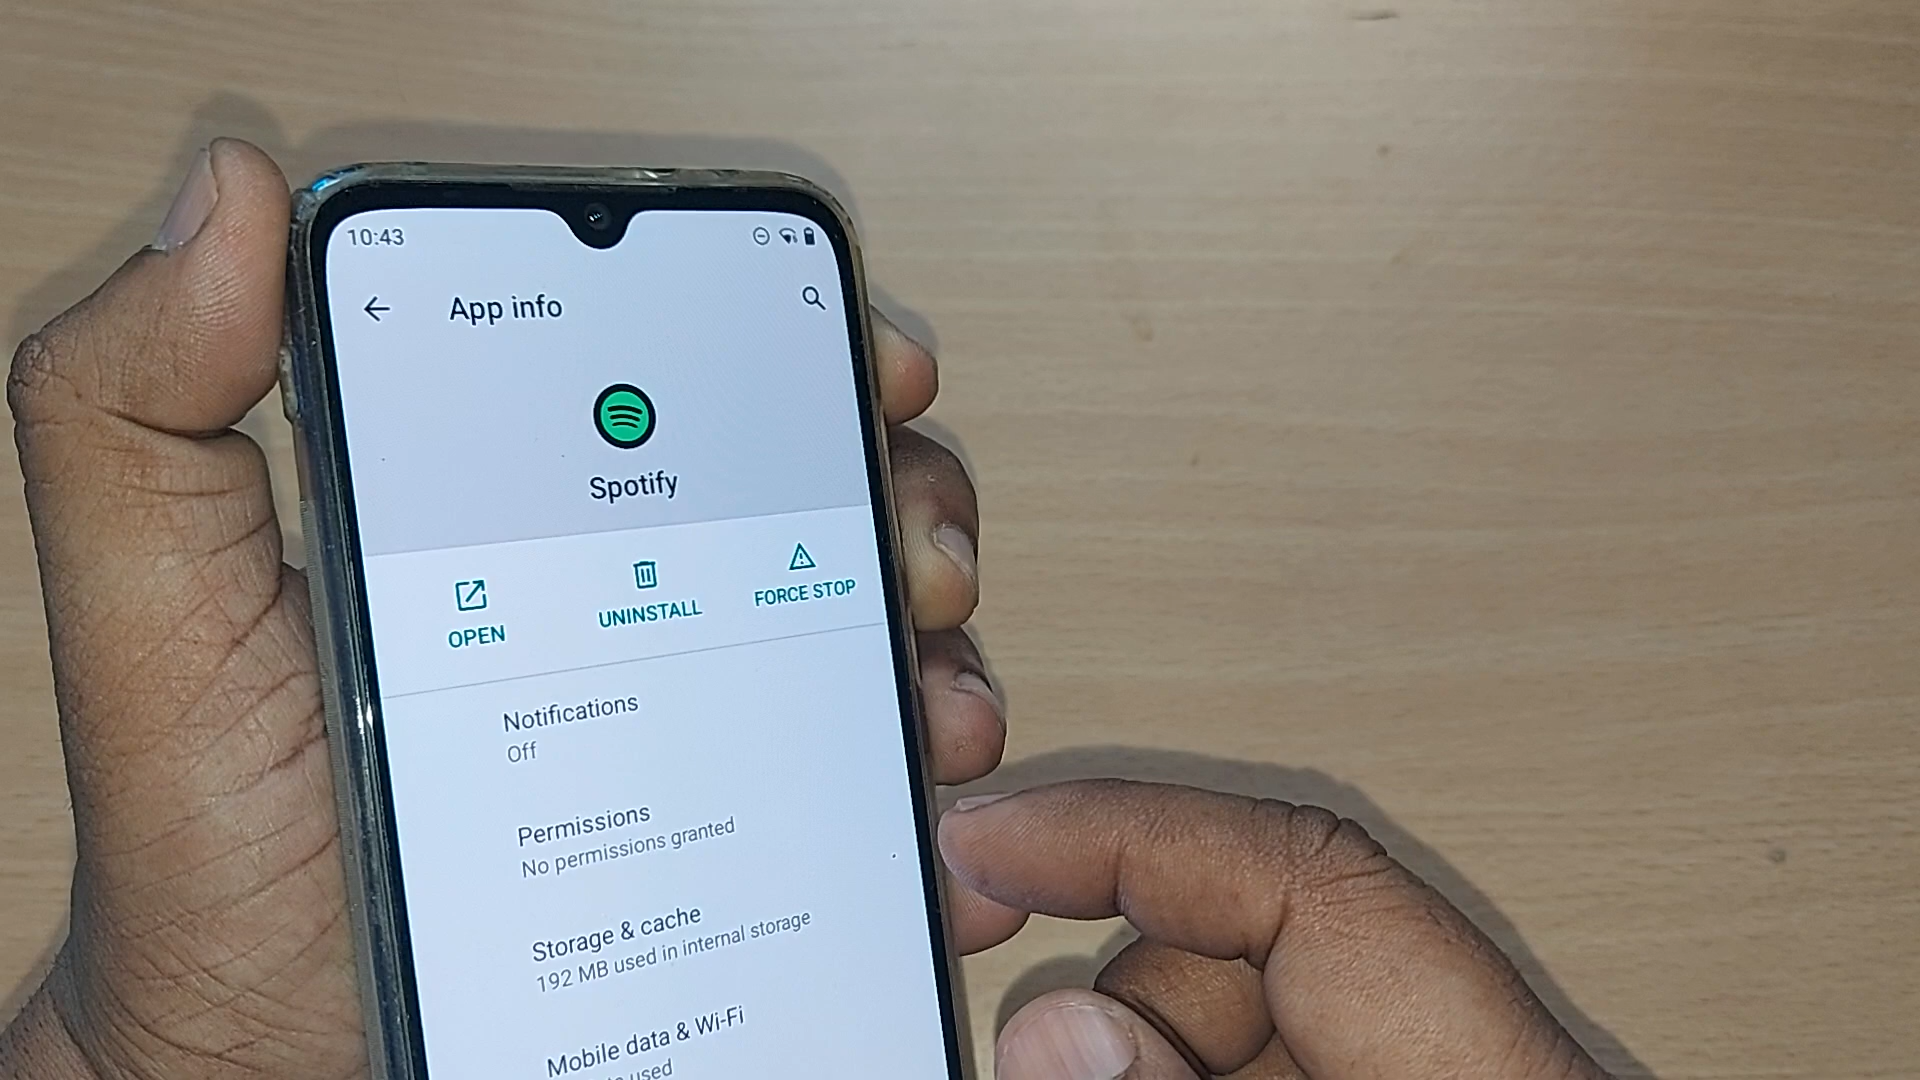 10:43
App info
Spotify
OPEN
UNINSTALL
FORCE STOP
Notifications
Off
Permissions
No permissions granted
Storage & cache
192 MB used in internal storage
Mobile data & Wi-Fi
used